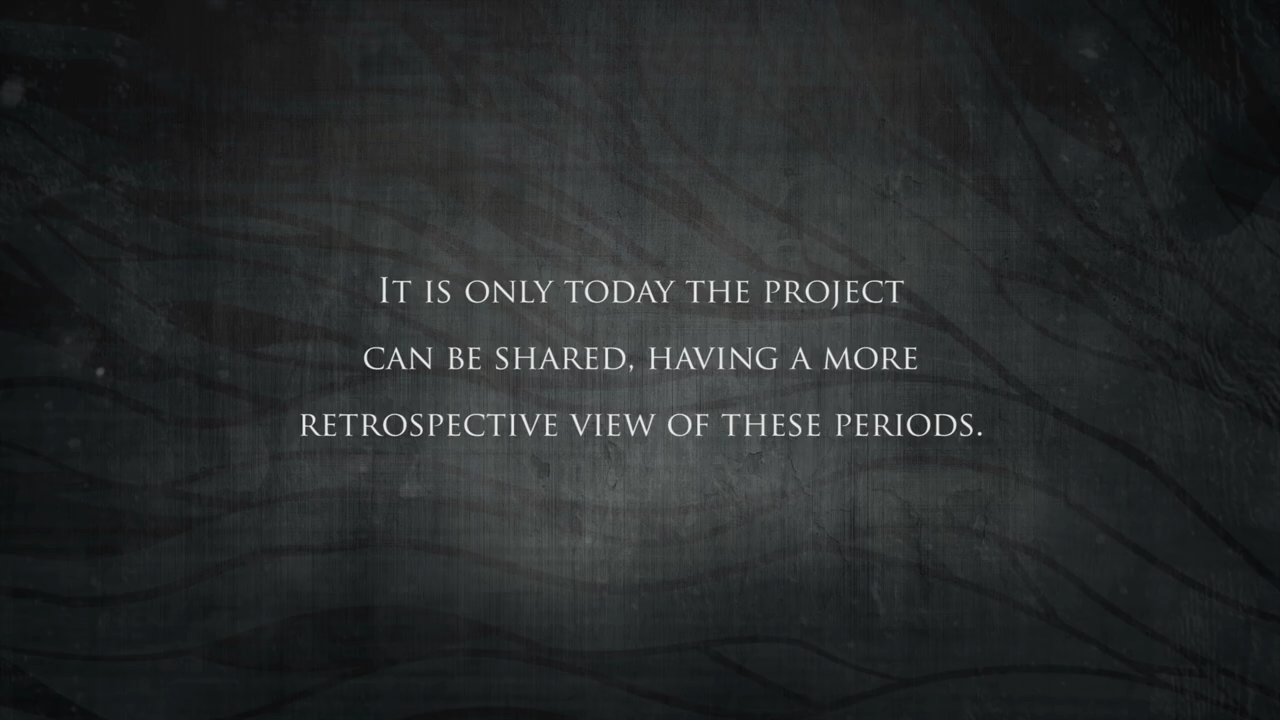 It is only today the project
can be shared, having a more
retrospective view of these periods.